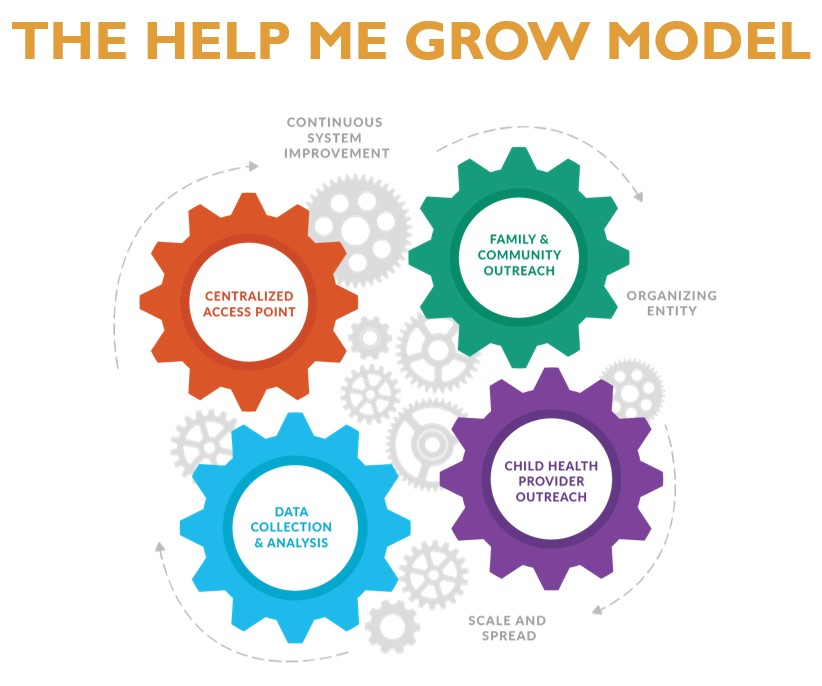 THE HELP ME GROW MODEL
CONTINUOUS
SYSTEM
IMPROVEMENT
FAMILY &
COMMUNITY
OUTREACH
CENTRALIZED
ACCESS POINT
ORGANIZING
ENTITY
CHILD HEALTH
PROVIDER
OUTREACH
DATA
COLLECTION
& ANALYSIS
SCALE AND
SPREAD